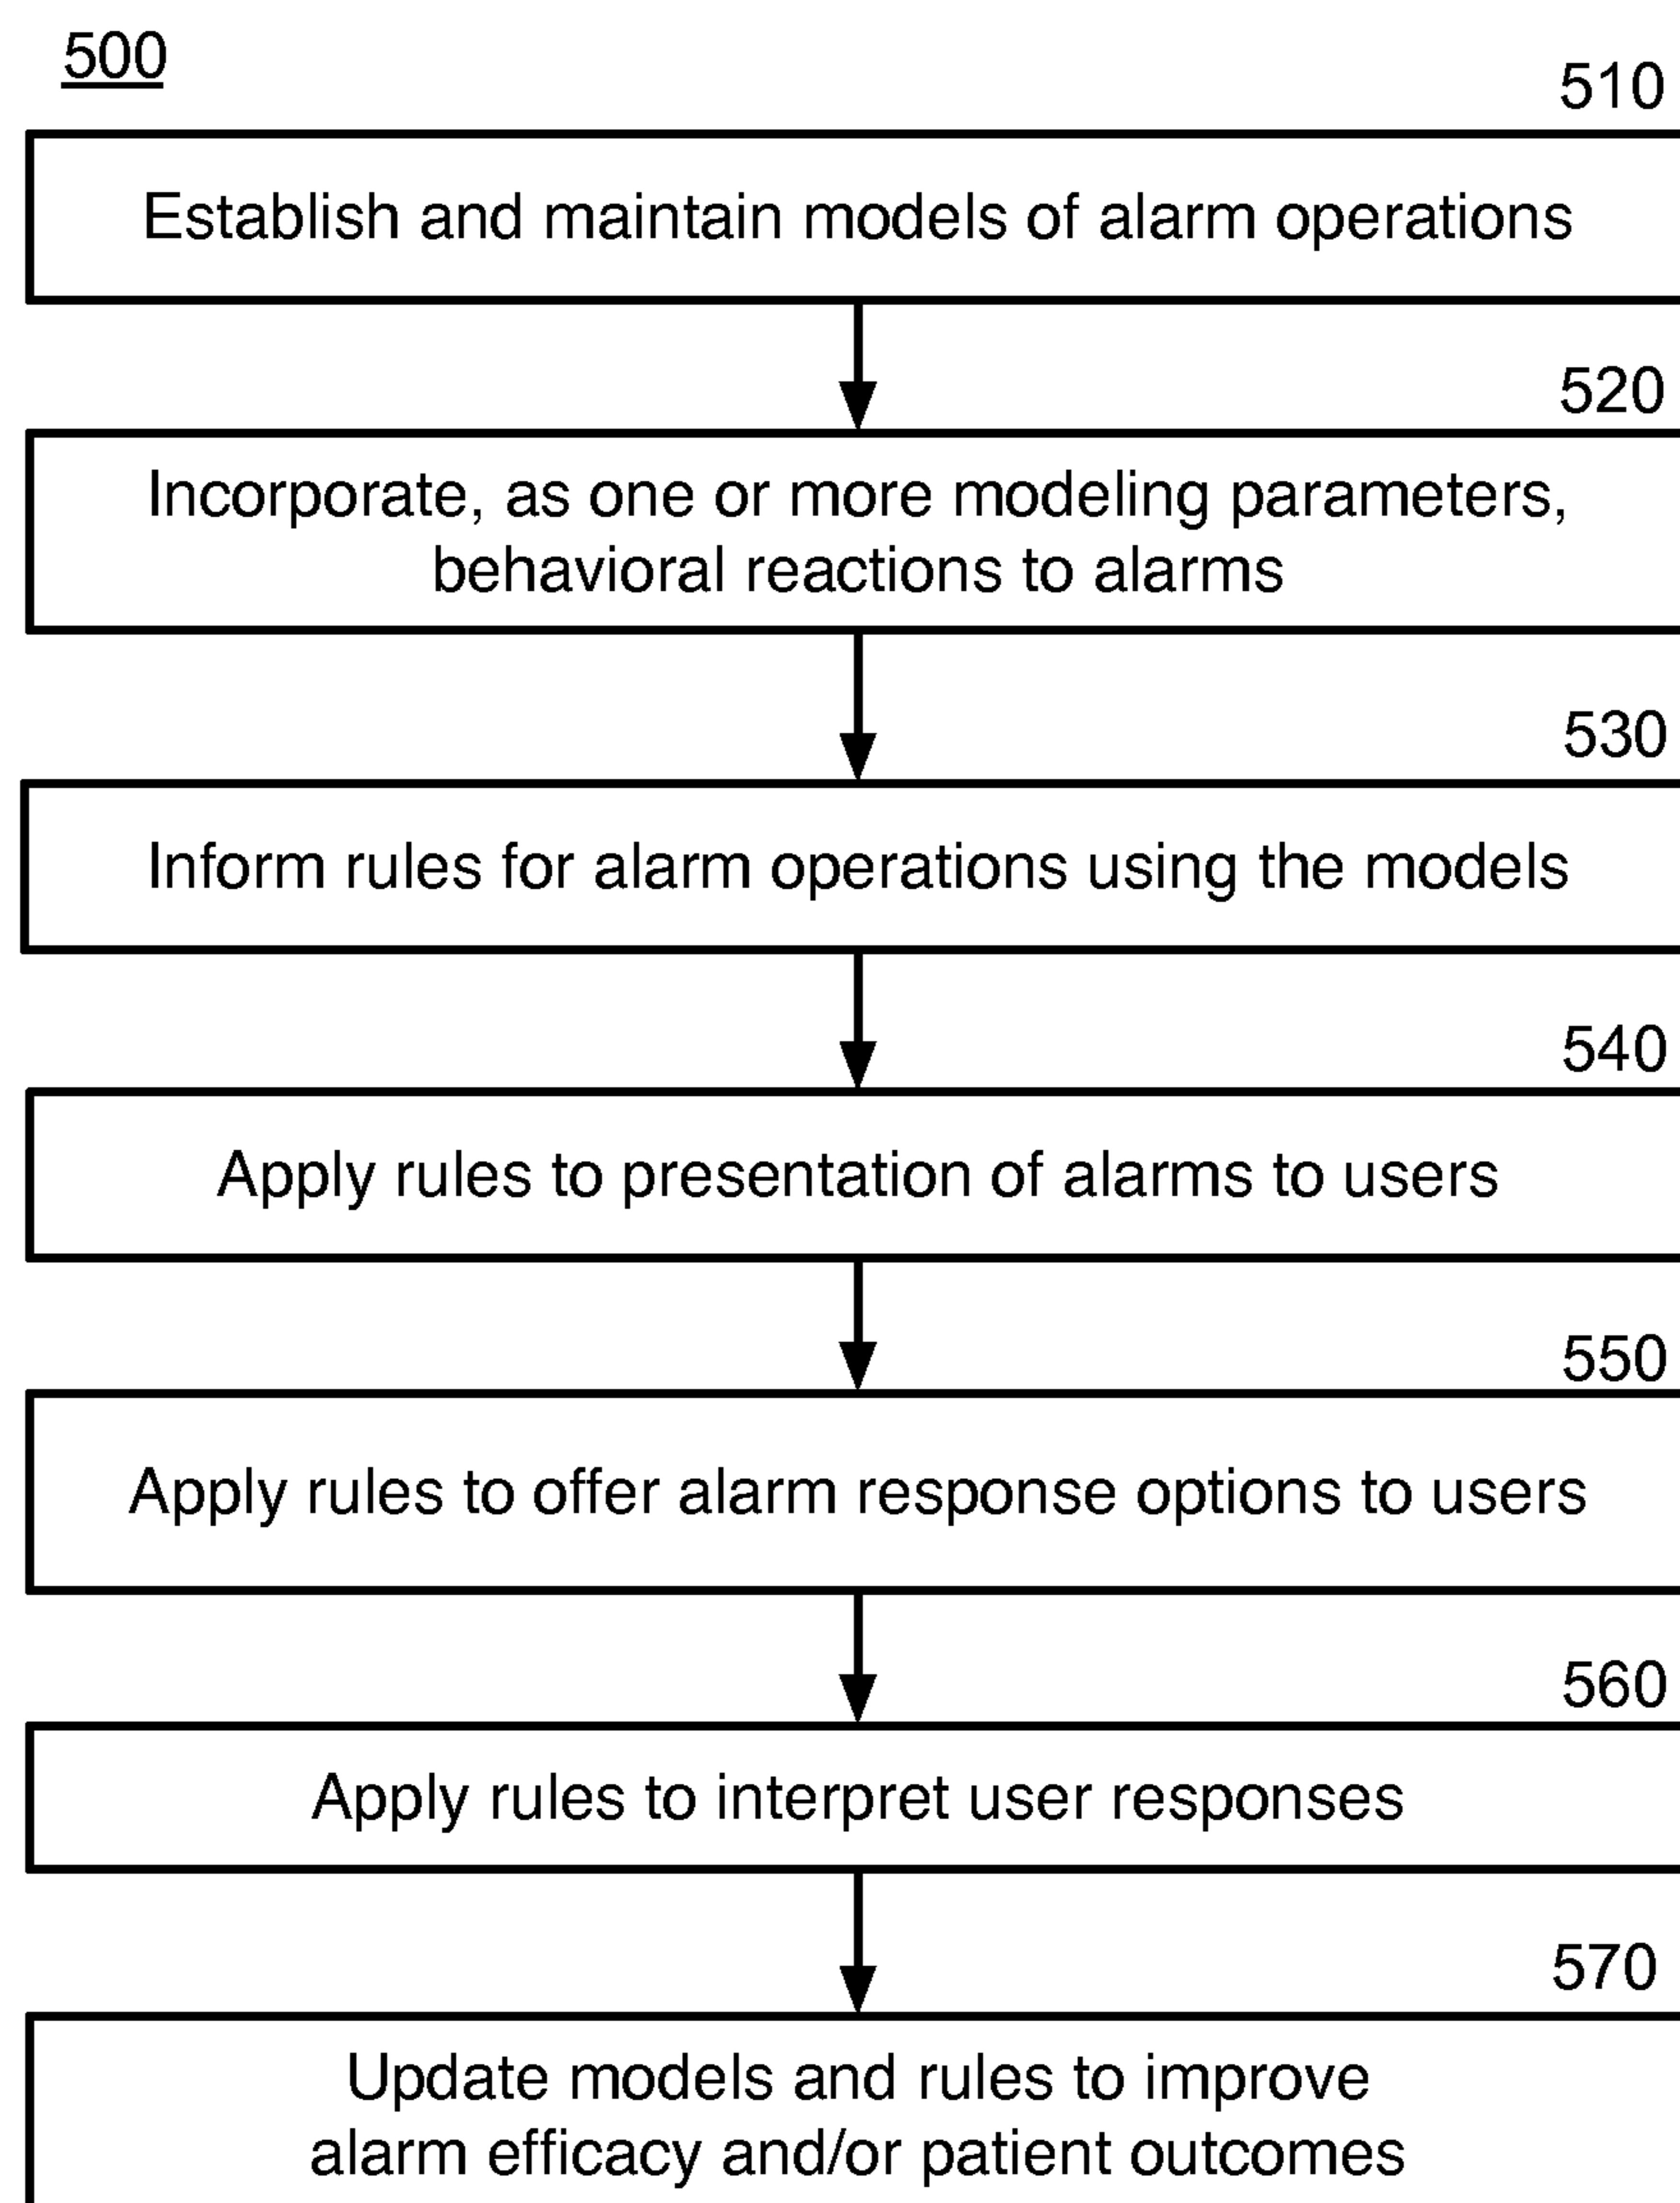 500
510
Establish and maintain models of alarm operations
520
Incorporate, as one or more modeling parameters,
behavioral reactions to alarms
530
Inform rules for alarm operations using the models
540
Apply rules to presentation of alarms to users
550
Apply rules to offer alarm response options to users
560
Apply rules to interpret user responses
570
Update models and rules to improve
alarm efficacy and/or patient outcomes